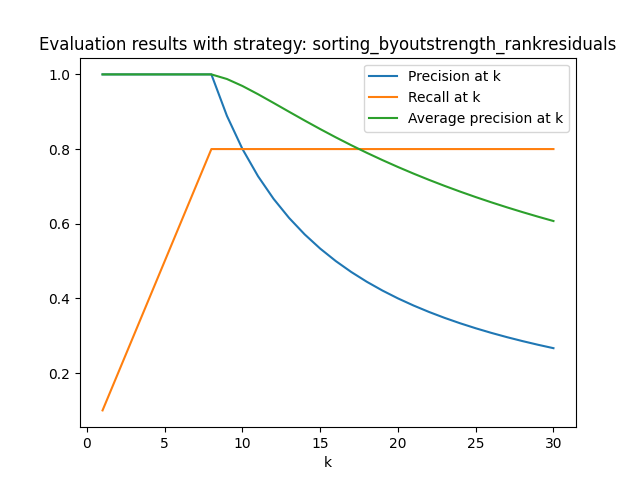 Evaluation results with strategy: sorting_byoutstrength_rankresiduals
Precision at k
Recall at k
Average precision at k
1.0
0.8
0.6
0.4
0.2
0 5 10 15 20 25 30
k